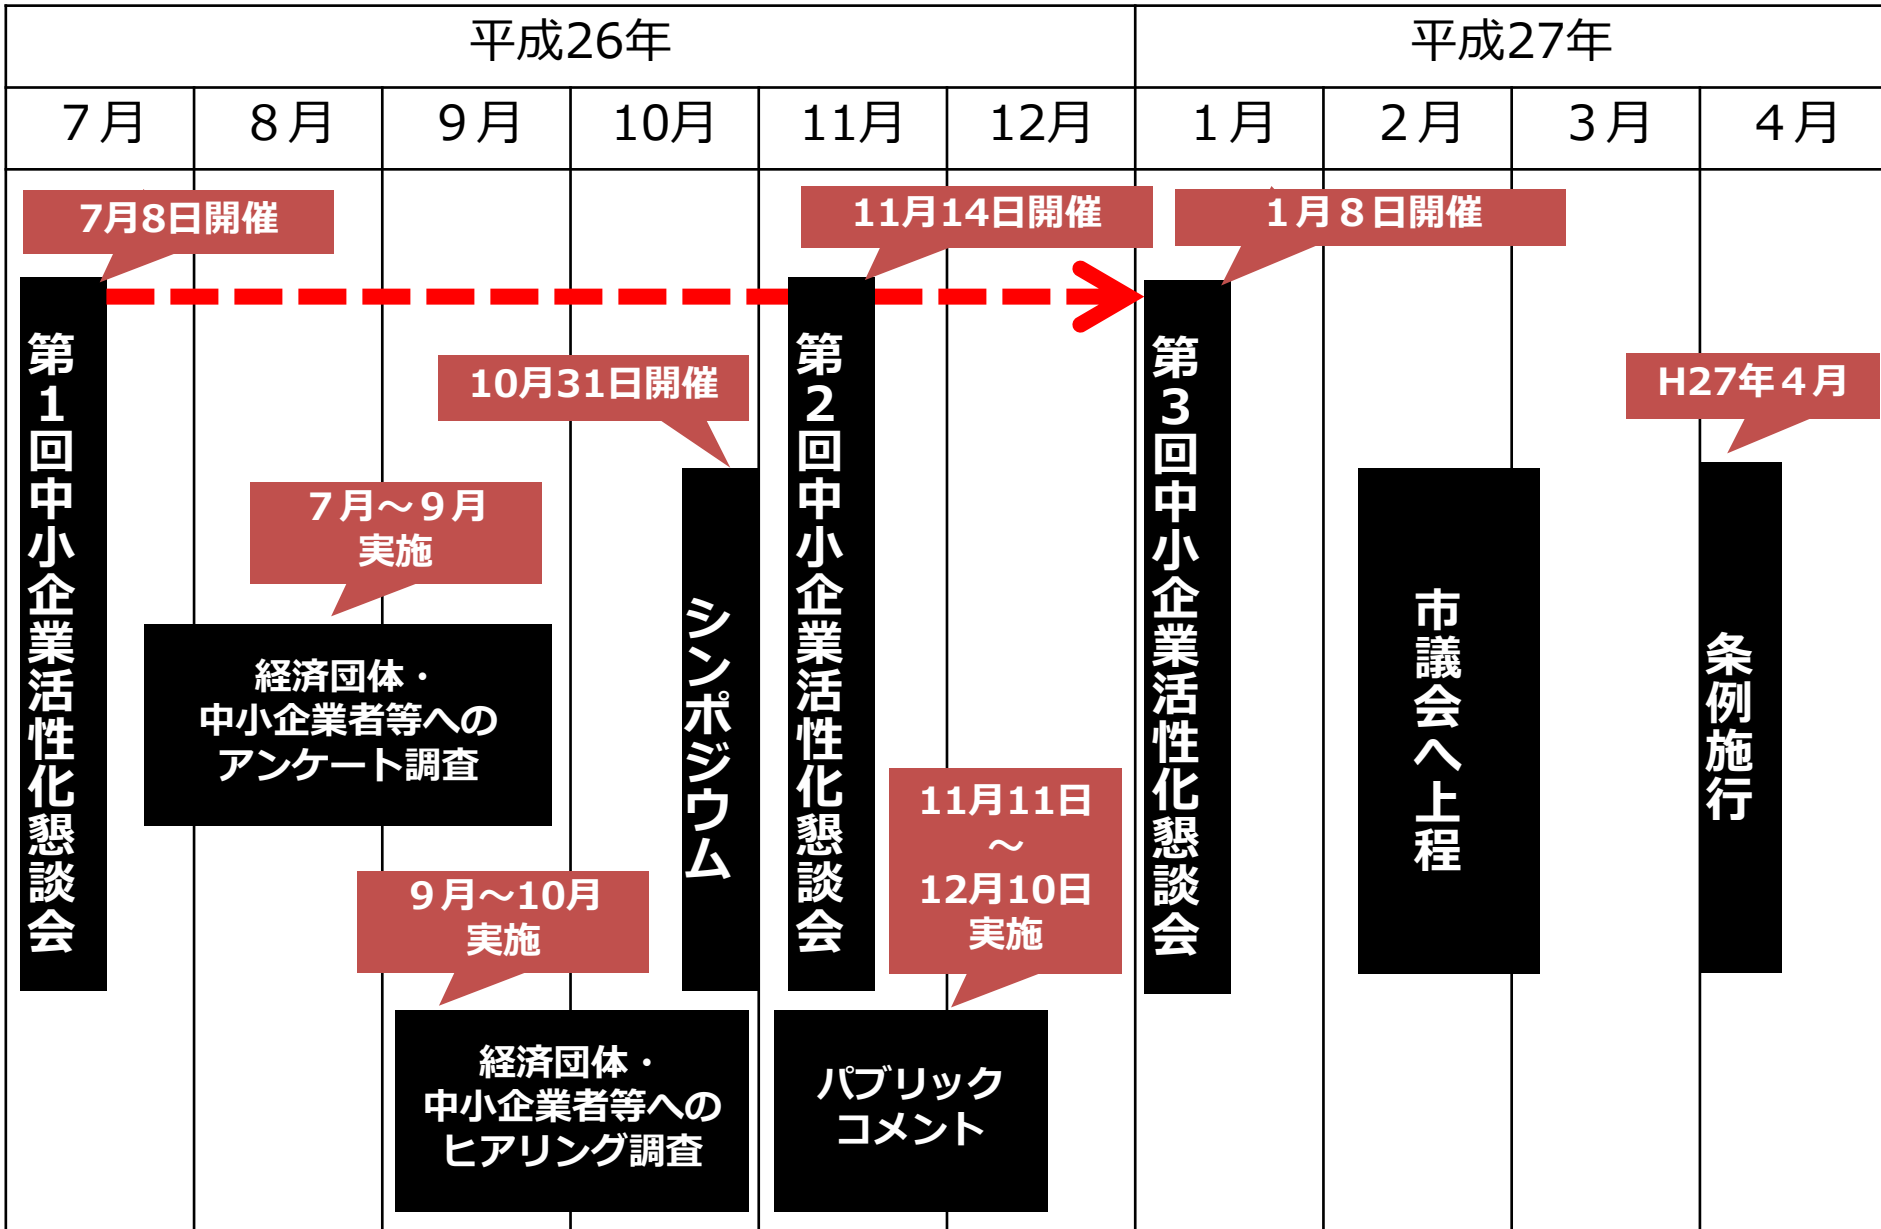 平成26年
平成27年
７月
８月
９月
10月
11月
12月
１月
２月
３月
４月
7月8日開催
11月14日開催
１月８日開催
第1回中小企業活性化懇談会
第2回中小企業活性化懇談会
第3回中小企業活性化懇談会
10月31日開催
シンポジウム
H27年４月
条例施行
市議会へ上程
７月～９月
実施
経済団体・
中小企業者等への
アンケート調査
９月～10月
実施
経済団体・
中小企業者等への
ヒアリング調査
11月11日
～
12月10日
実施
パブリック
コメント